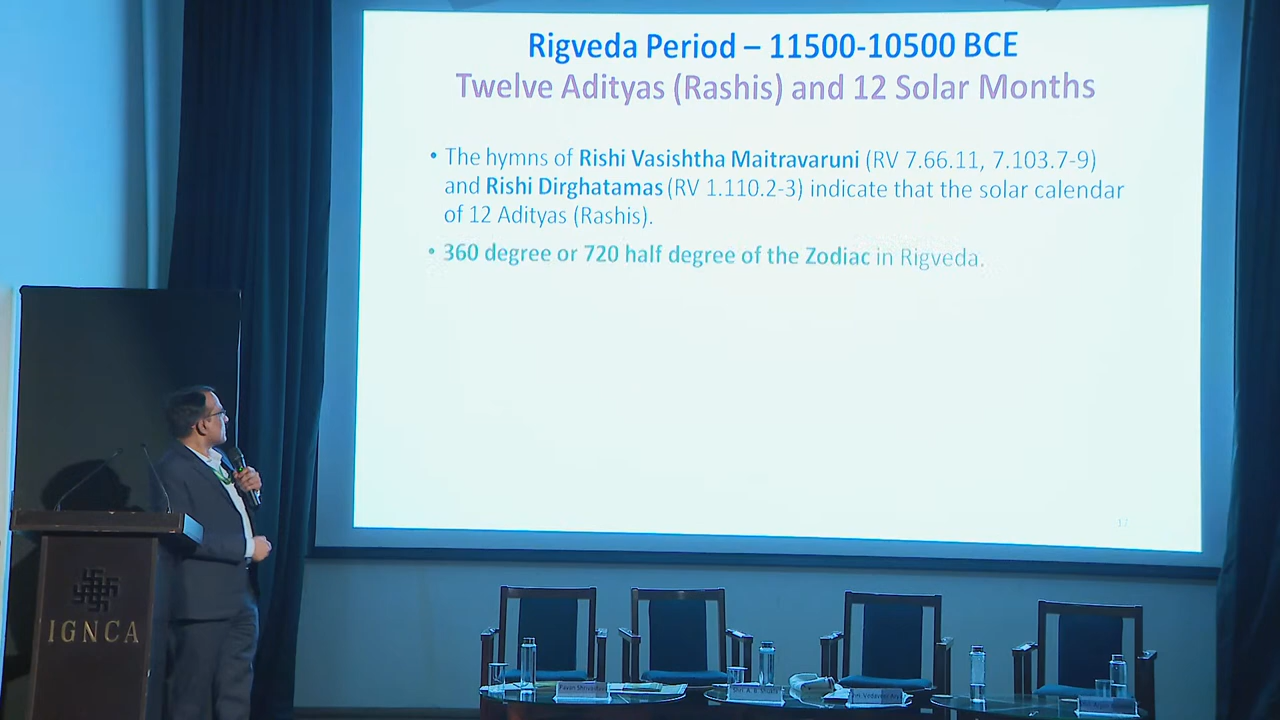 Rigveda Period – 11500-10500 BCE
Twelve Adityas (Rashis) and 12 Solar Months
• The hymns of Rishi Vasishtha Maitravaruni (RV 7.66.11, 7.103.7-9)
and Rishi Dirghatamas (RV 1.110.2-3) indicate that the solar calendar
of 12 Adityas (Rashis).
• 360 degree or 720 half degree of the Zodiac in Rigveda.
17
IGNCA